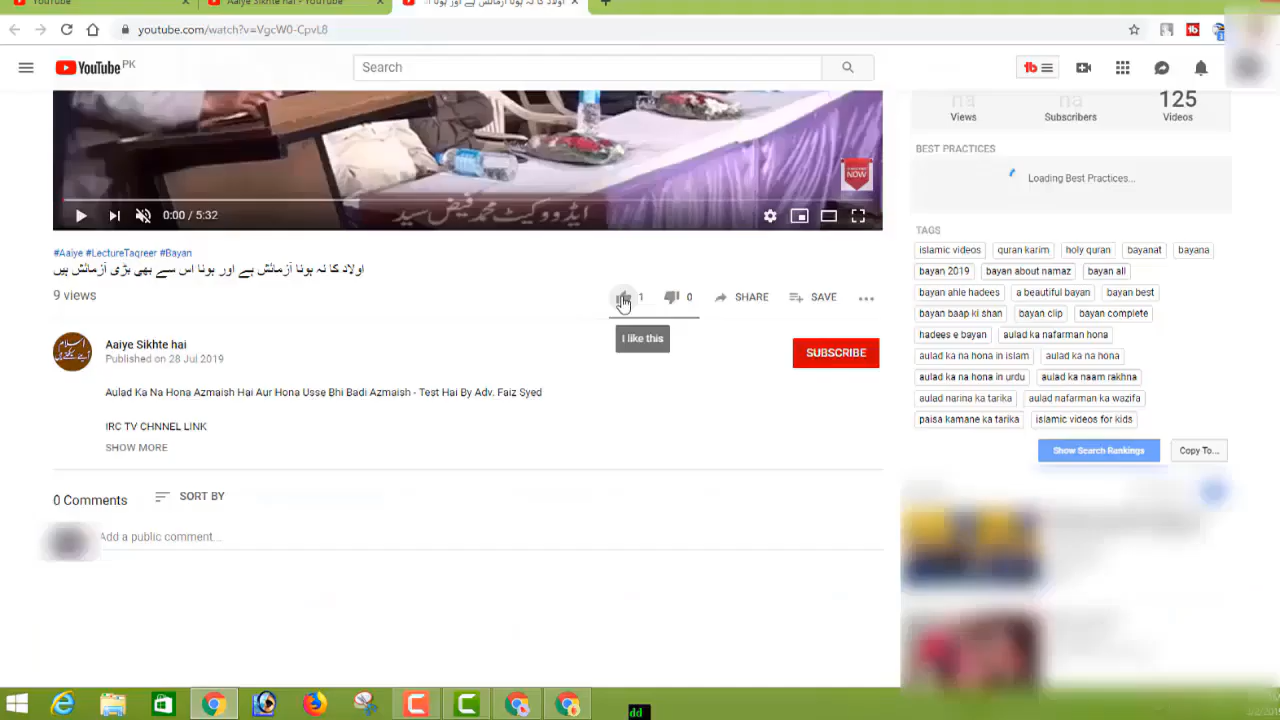 YouTube
Aaiye Sikhte hai - YouTube
youtube.com/watch?v=VgcW0-CpvL8
YouTube PK
Search
tb
na
Views
na
Subscribers
125
Videos
BEST PRACTICES
Loading Best Practices...
NOW
ایڈووکیٹ محمد فیض سید
0:00 / 5:32
TAGS
islamic videos quran karim holy quran bayanat bayana
bayan 2019 bayan about namaz bayan all
bayan ahle hadees a beautiful bayan bayan best
bayan baap ki shan bayan clip bayan complete
hadees e bayan aulad ka nafarman hona
aulad ka na hona in islam aulad ka na hona
aulad ka na hona in urdu aulad ka naam rakhna
aulad narina ka tarika aulad nafarman ka wazifa
paisa kamane ka tarika islamic videos for kids
Show Search Rankings Copy To...
#Aaiye #LectureTaqreer #Bayan
اولاد کا نہ ہونا آزمائش ہے اور ہونا اس سے بھی بڑی آزمائش ہیں
9 views
1 0 SHARE SAVE
I like this
Aaiye Sikhte hai
Published on 28 Jul 2019
SUBSCRIBE
Aulad Ka Na Hona Azmaish Hai Aur Hona Usse Bhi Badi Azmaish - Test Hai By Adv. Faiz Syed
IRC TV CHNNEL LINK
SHOW MORE
0 Comments SORT BY
Add a public comment...
dd